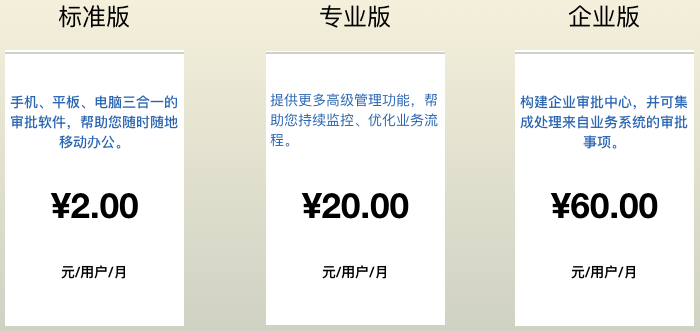 标准版
手机、平板、电脑三合一的
审批软件，帮助您随时随地
移动办公。
¥2.00
元/用户/月
专业版
提供更多高级管理功能，帮
助您持续监控、优化业务流
程。
¥20.00
元/用户/月
企业版
构建企业审批中心，并可集
成处理来自业务系统的审批
事项。
¥60.00
元/用户/月